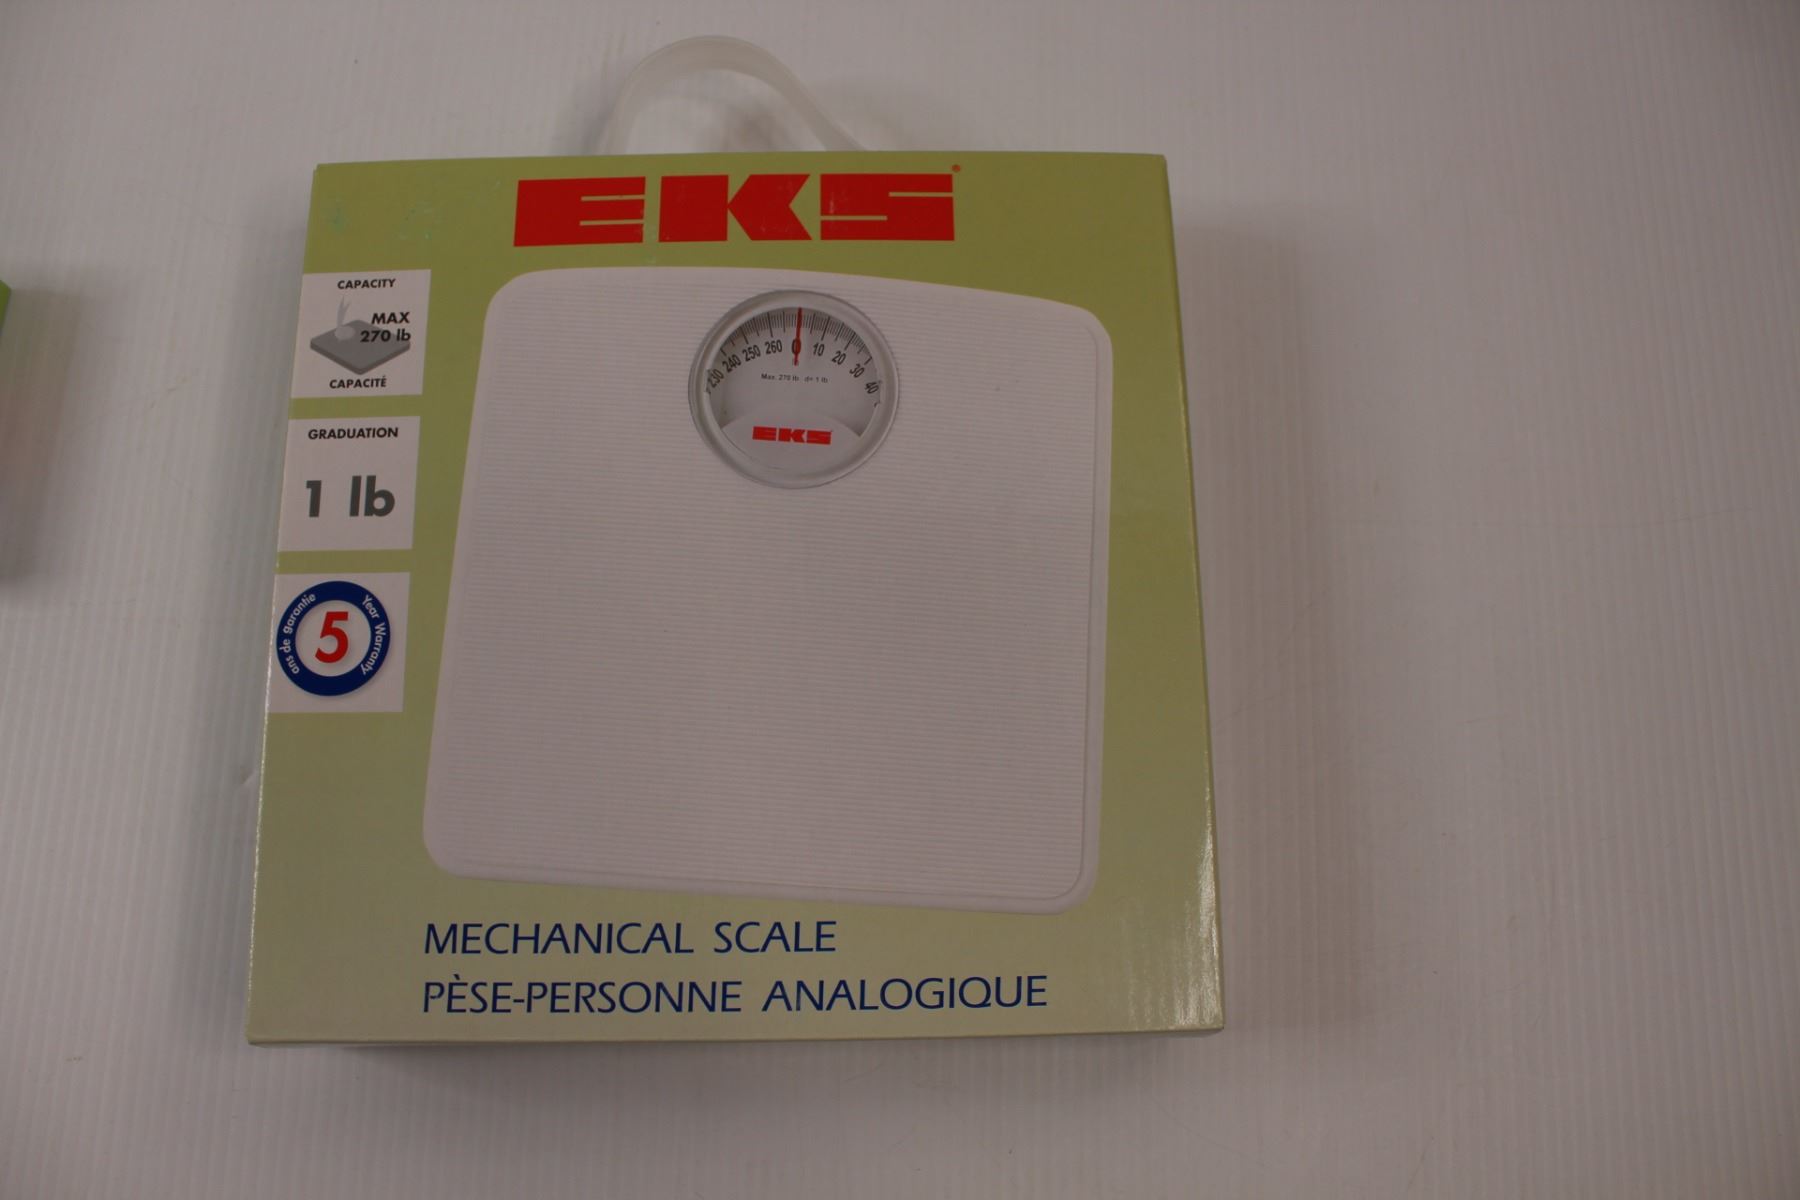 EKS®
CAPACITY
MAX
270 lb
CAPACITÉ
GRADUATION
1 lb
ans de garantie
5
Year Warranty
230 240 250 260 0 10 20 30 40
Max. 270 lb d= 1 lb
EKS
MECHANICAL SCALE
PÈSE-PERSONNE ANALOGIQUE